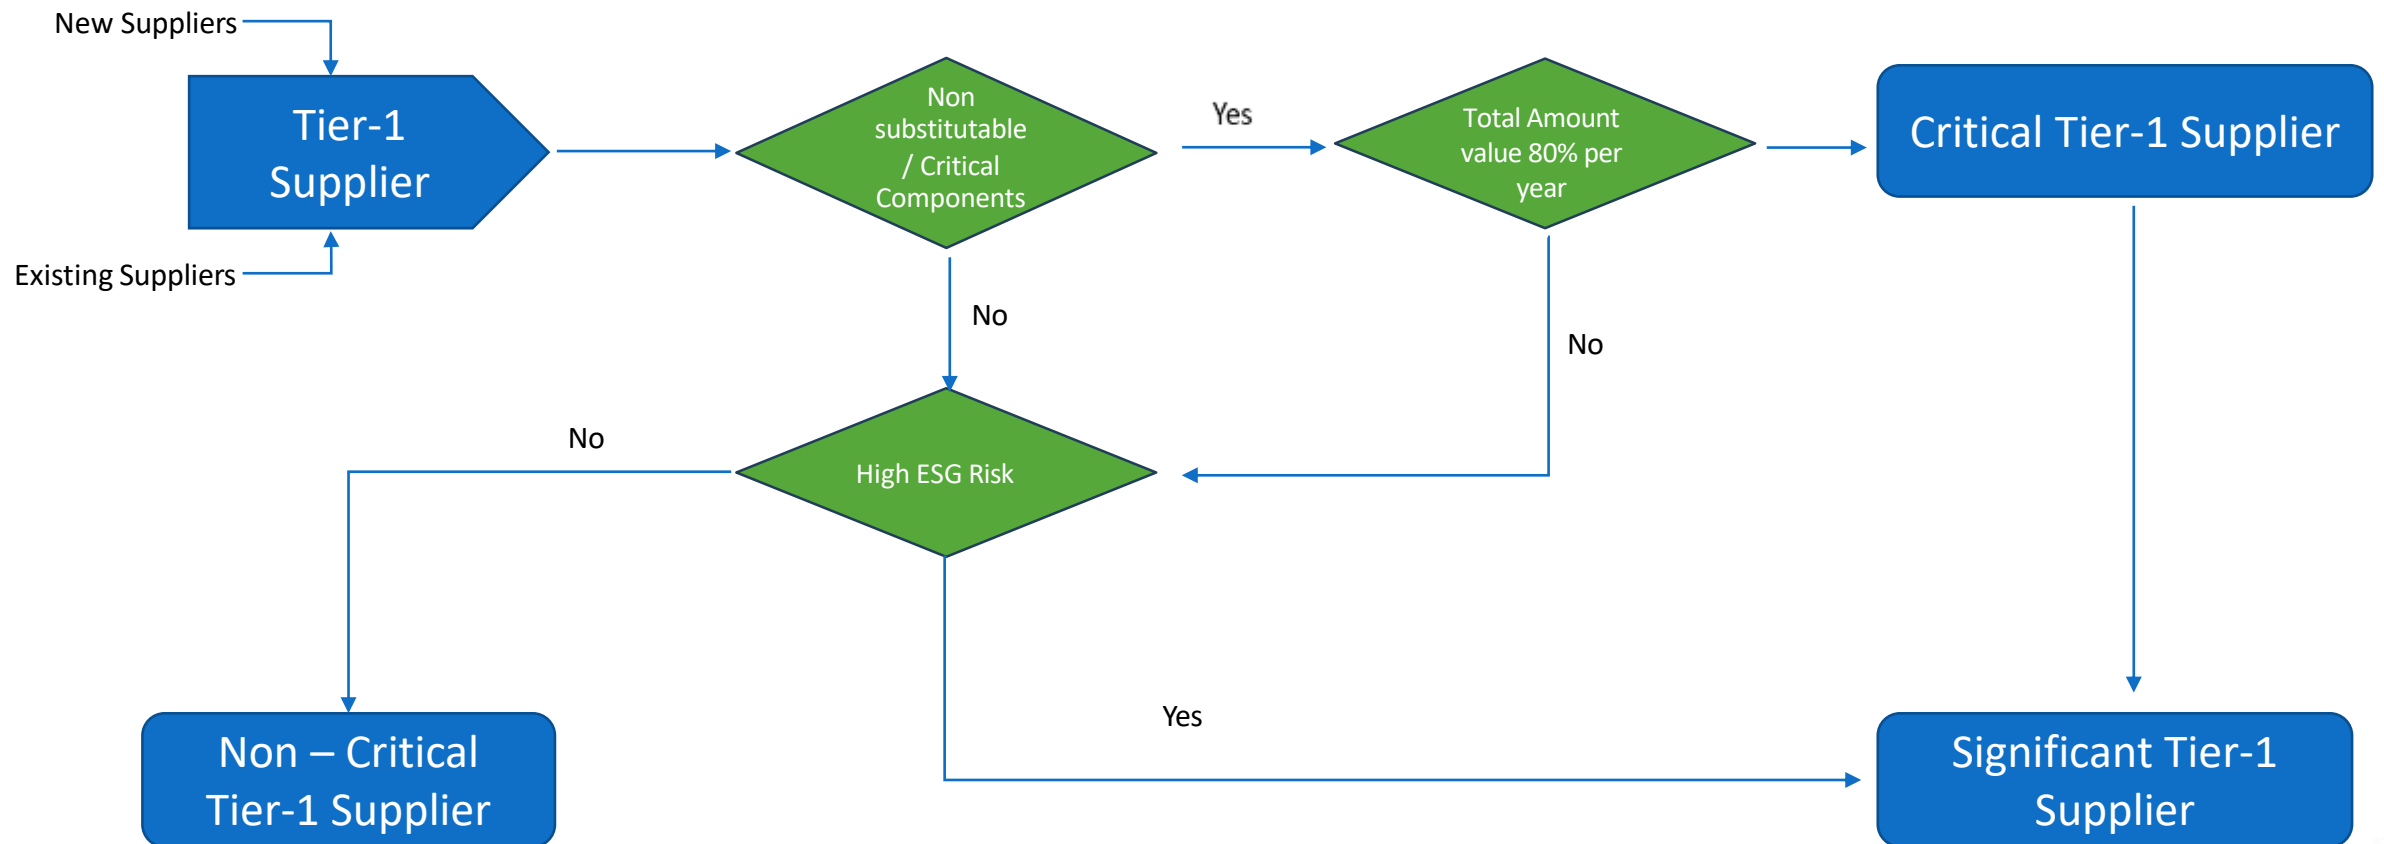 New Suppliers
Tier-1
Supplier
Existing Suppliers
Non
substitutable
/ Critical
Components
Yes
Total Amount
value 80% per
year
Critical Tier-1 Supplier
No
No
No
High ESG Risk
Yes
Non – Critical
Tier-1 Supplier
Significant Tier-1
Supplier